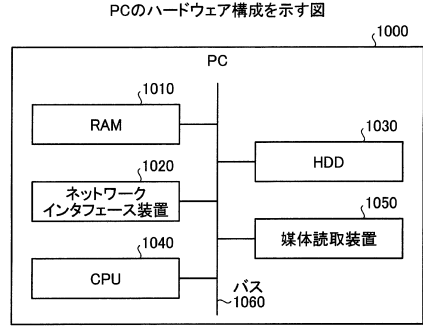 PCのハードウェア構成を示す図
1000
PC
1010
RAM
1030
HDD
1020
ネットワーク
インタフェース装置
1050
媒体読取装置
1040
CPU
バス
1060